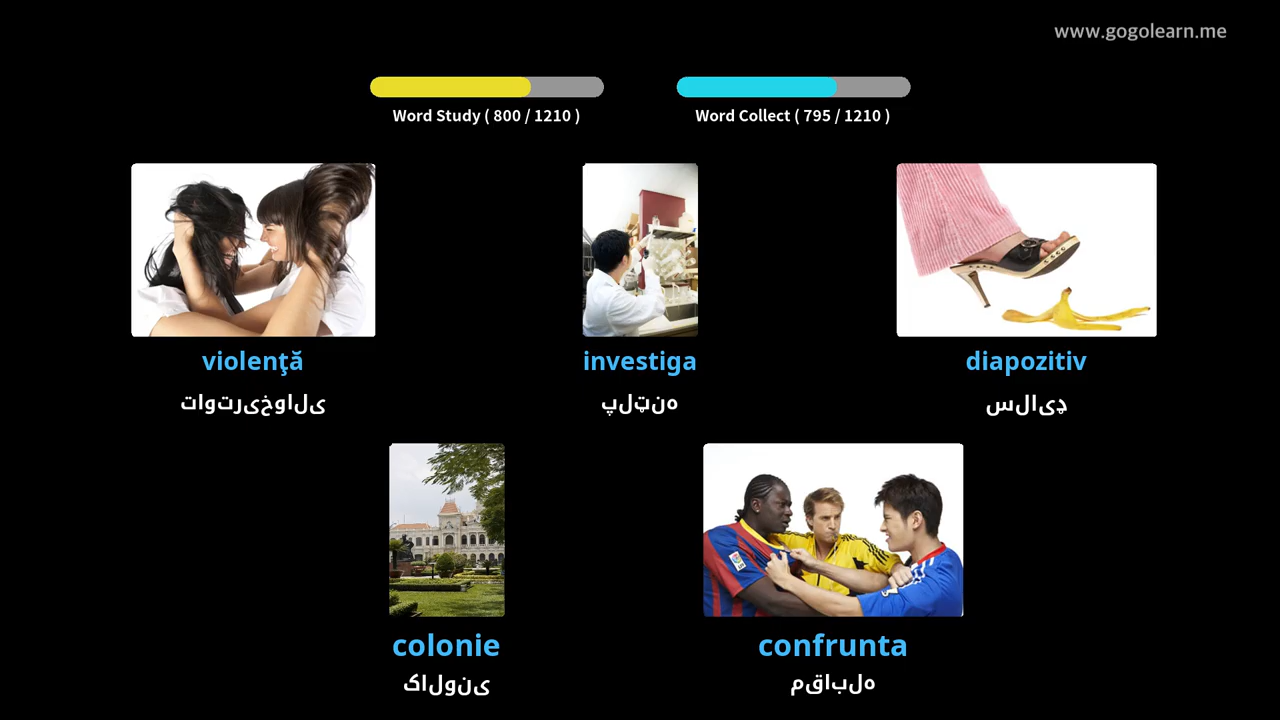 www.gogolearn.me
Word Study ( 800 / 1210 )
Word Collect ( 795 / 1210 )
violenţă
investiga
diapozitiv
تاوتریخوالی
پلټنه
سلایډ
colonie
confrunta
کالونی
مقابله